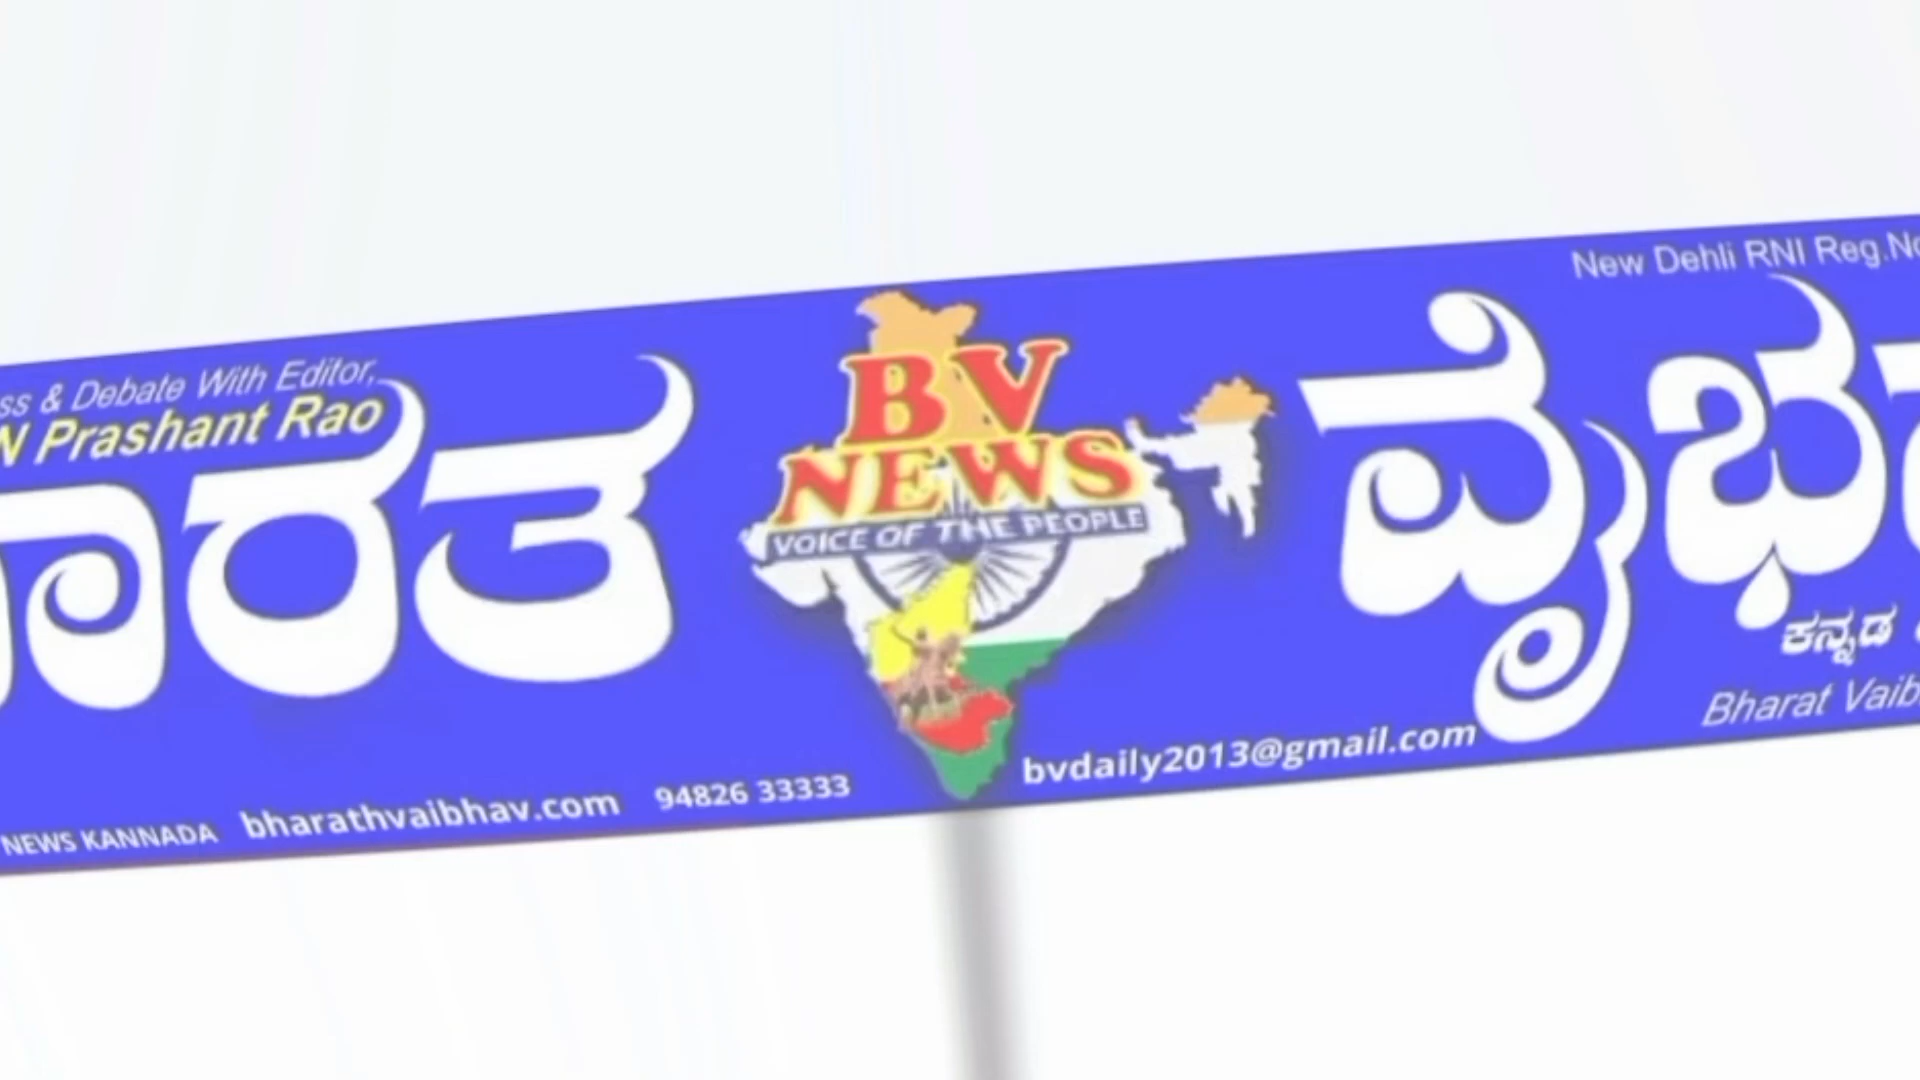 ss & Debate With Editor,
N Prashant Rao
ಾರತ
BV
NEWS
VOICE OF THE PEOPLE
New Dehli RNI Reg.No
ವೈಭ
ಕನ್ನಡ
Bharat Vaib
NEWS KANNADA bharathvaibhav.com 94826 33333 bvdaily2013@gmail.com